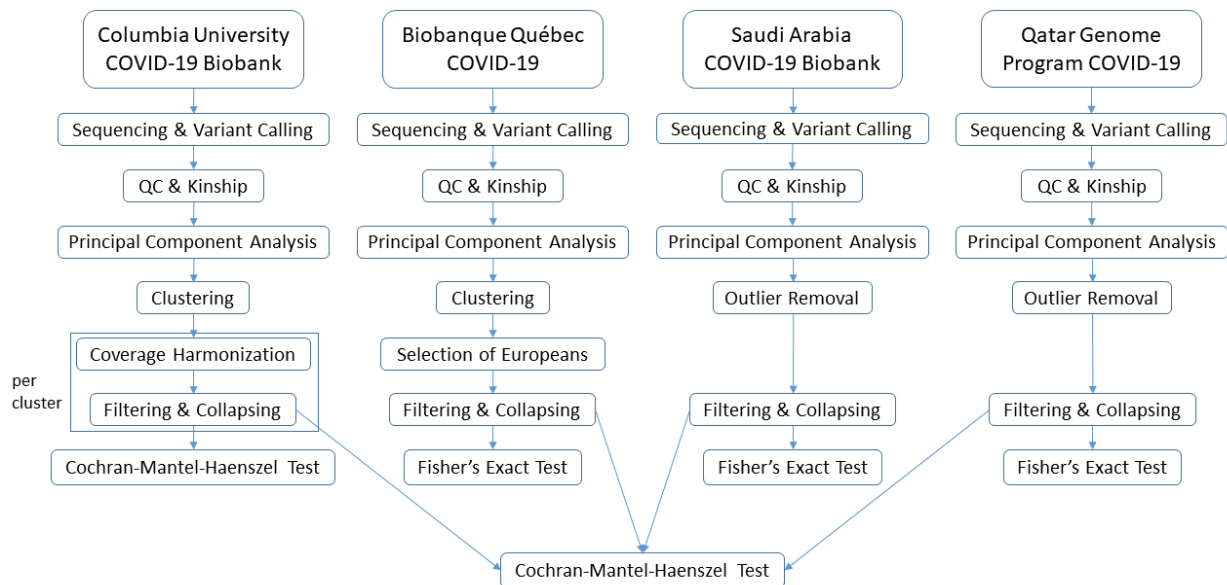 Columbia University
COVID-19 Biobank
Biobanque Québec
COVID-19
Saudi Arabia
COVID-19 Biobank
Qatar Genome
Program COVID-19
Sequencing & Variant Calling
Sequencing & Variant Calling
Sequencing & Variant Calling
Sequencing & Variant Calling
QC & Kinship
QC & Kinship
QC & Kinship
QC & Kinship
Principal Component Analysis
Principal Component Analysis
Principal Component Analysis
Principal Component Analysis
Clustering
Clustering
Outlier Removal
Outlier Removal
Coverage Harmonization
Selection of Europeans
per
cluster
Filtering & Collapsing
Filtering & Collapsing
Filtering & Collapsing
Filtering & Collapsing
Cochran-Mantel-Haenszel Test
Fisher’s Exact Test
Fisher’s Exact Test
Fisher’s Exact Test
Cochran-Mantel-Haenszel Test